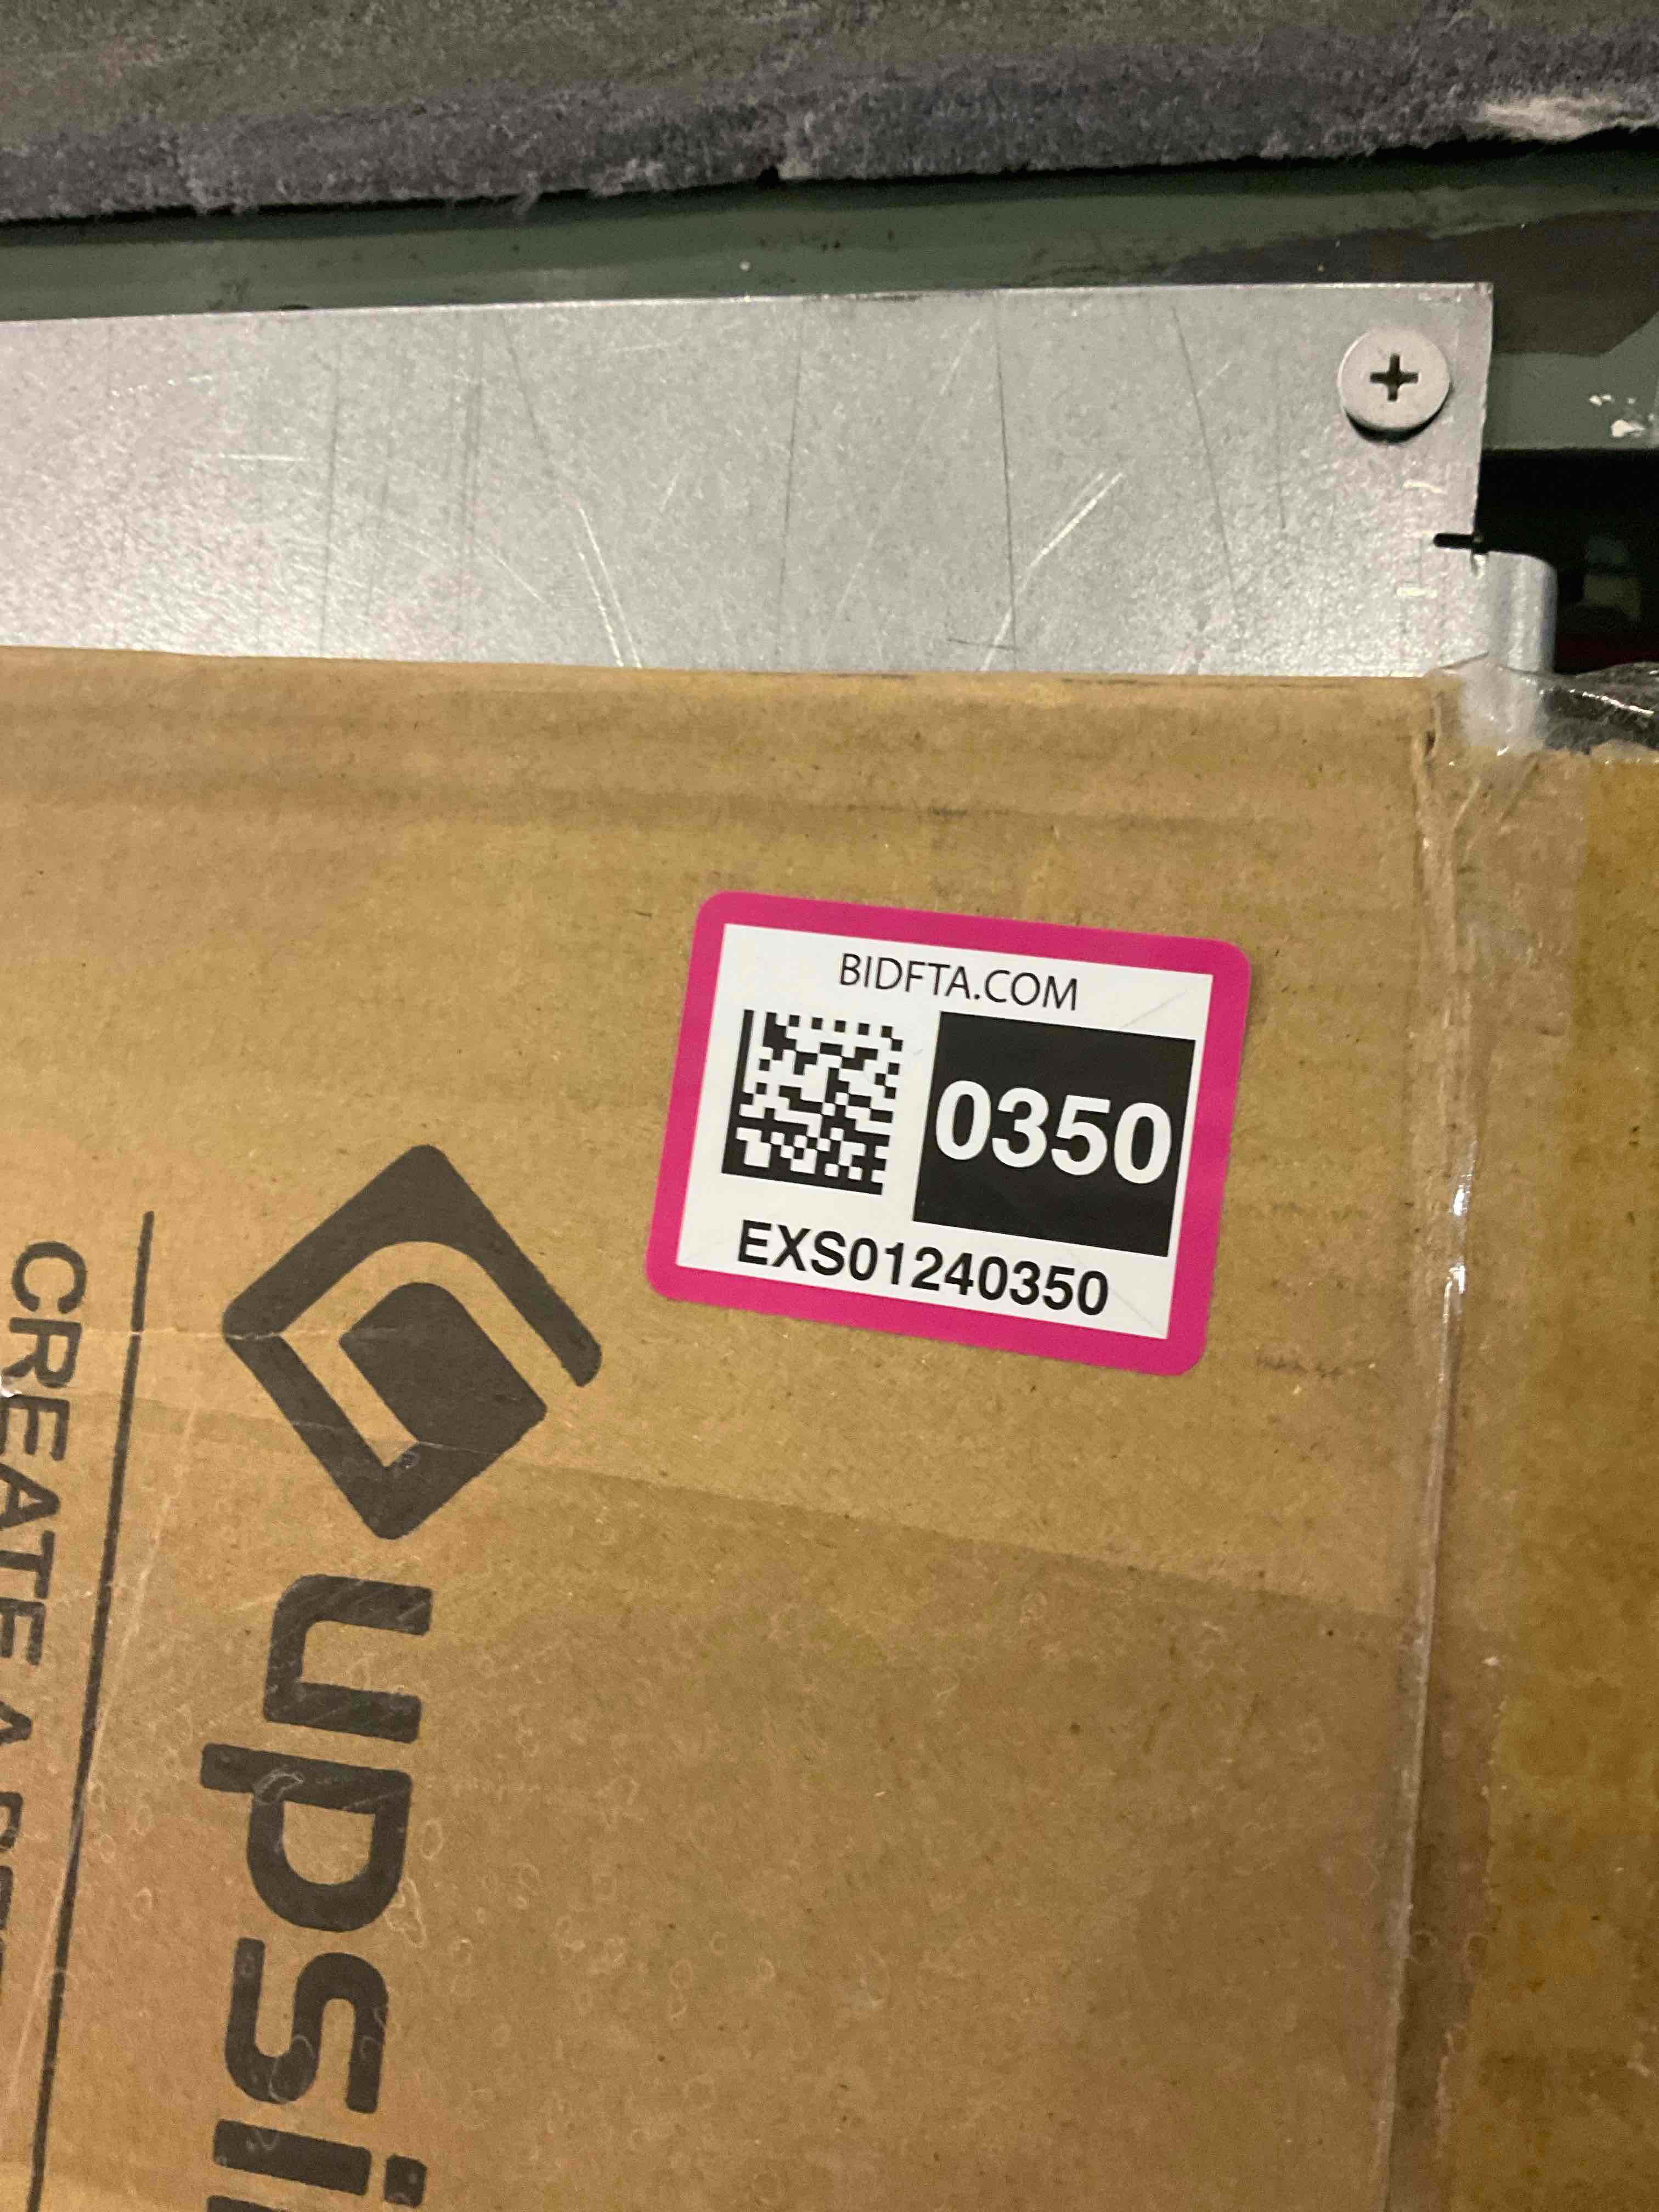 BIDFTA.COM
0350
EXS01240350
upsi
CREATE A